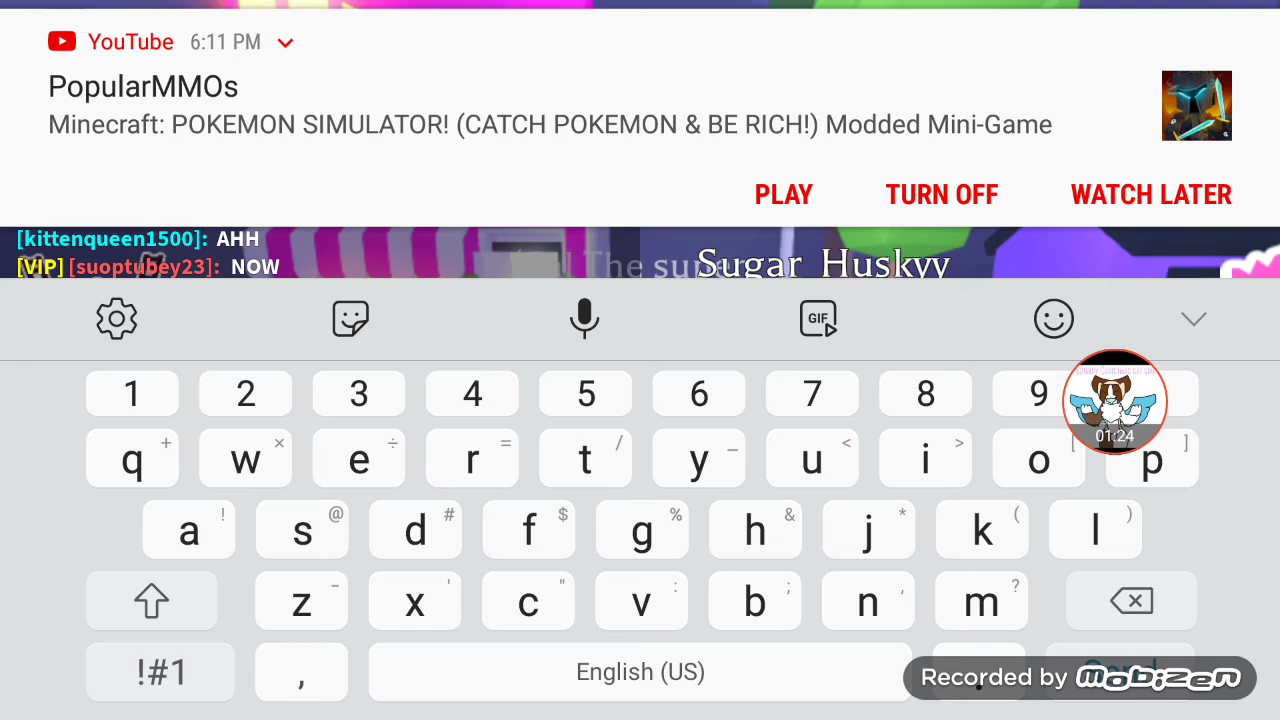 YouTube 6:11 PM
PopularMMOs
Minecraft: POKEMON SIMULATOR! (CATCH POKEMON & BE RICH!) Modded Mini-Game
PLAY TURN OFF WATCH LATER
[kittenqueen1500]: AHH
[VIP] [suoptubey23]: NOW
The
Sugar Huskyy
GIF
1 2 3 4 5 6 7 8 9
01:24
q + w × e ÷ r = t / y _ u < i > o [ p ]
a ! s @ d # f $ g % h & j * k ( l )
z - x ' c " v : b ; n , m ?
!#1 , English (US) .
Recorded by mobizen